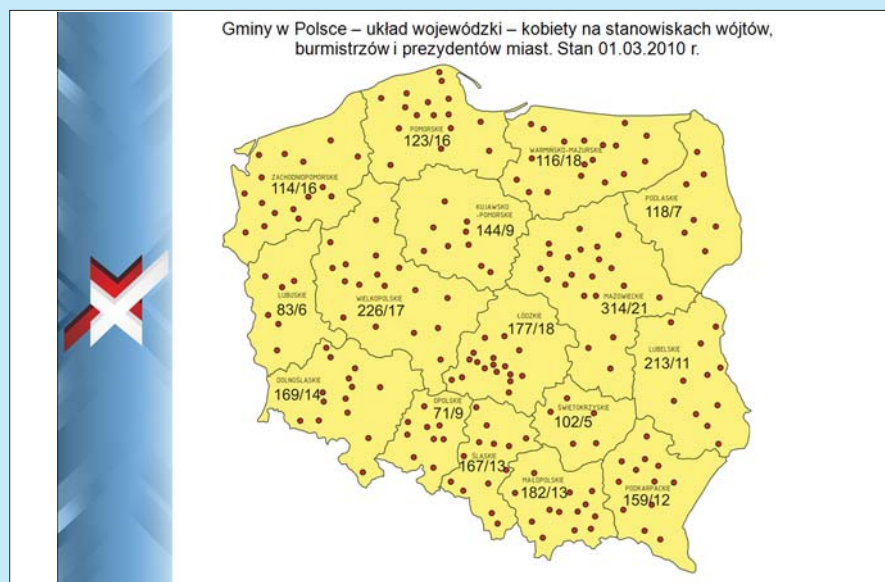 Gminy w Polsce – układ wojewódzki – kobiety na stanowiskach wójtów,
burmistrzów i prezydentów miast. Stan 01.03.2010 r.
POMORSKIE
123/16
WARMIŃSKO-MAZURSKIE
116/18
ZACHODNIOPOMORSKIE
114/16
PODLASKIE
118/7
KUJAWSKO
-POMORSKIE
144/9
LUBUSKIE
83/6
WIELKOPOLSKIE
226/17
MAZOWIECKIE
314/21
ŁÓDZKIE
177/18
LUBELSKIE
213/11
DOLNOŚLĄSKIE
169/14
OPOLSKIE
71/9
ŚWIĘTOKRZYSKIE
102/5
ŚLĄSKIE
167/13
MAŁOPOLSKIE
182/13
PODKARPACKIE
159/12